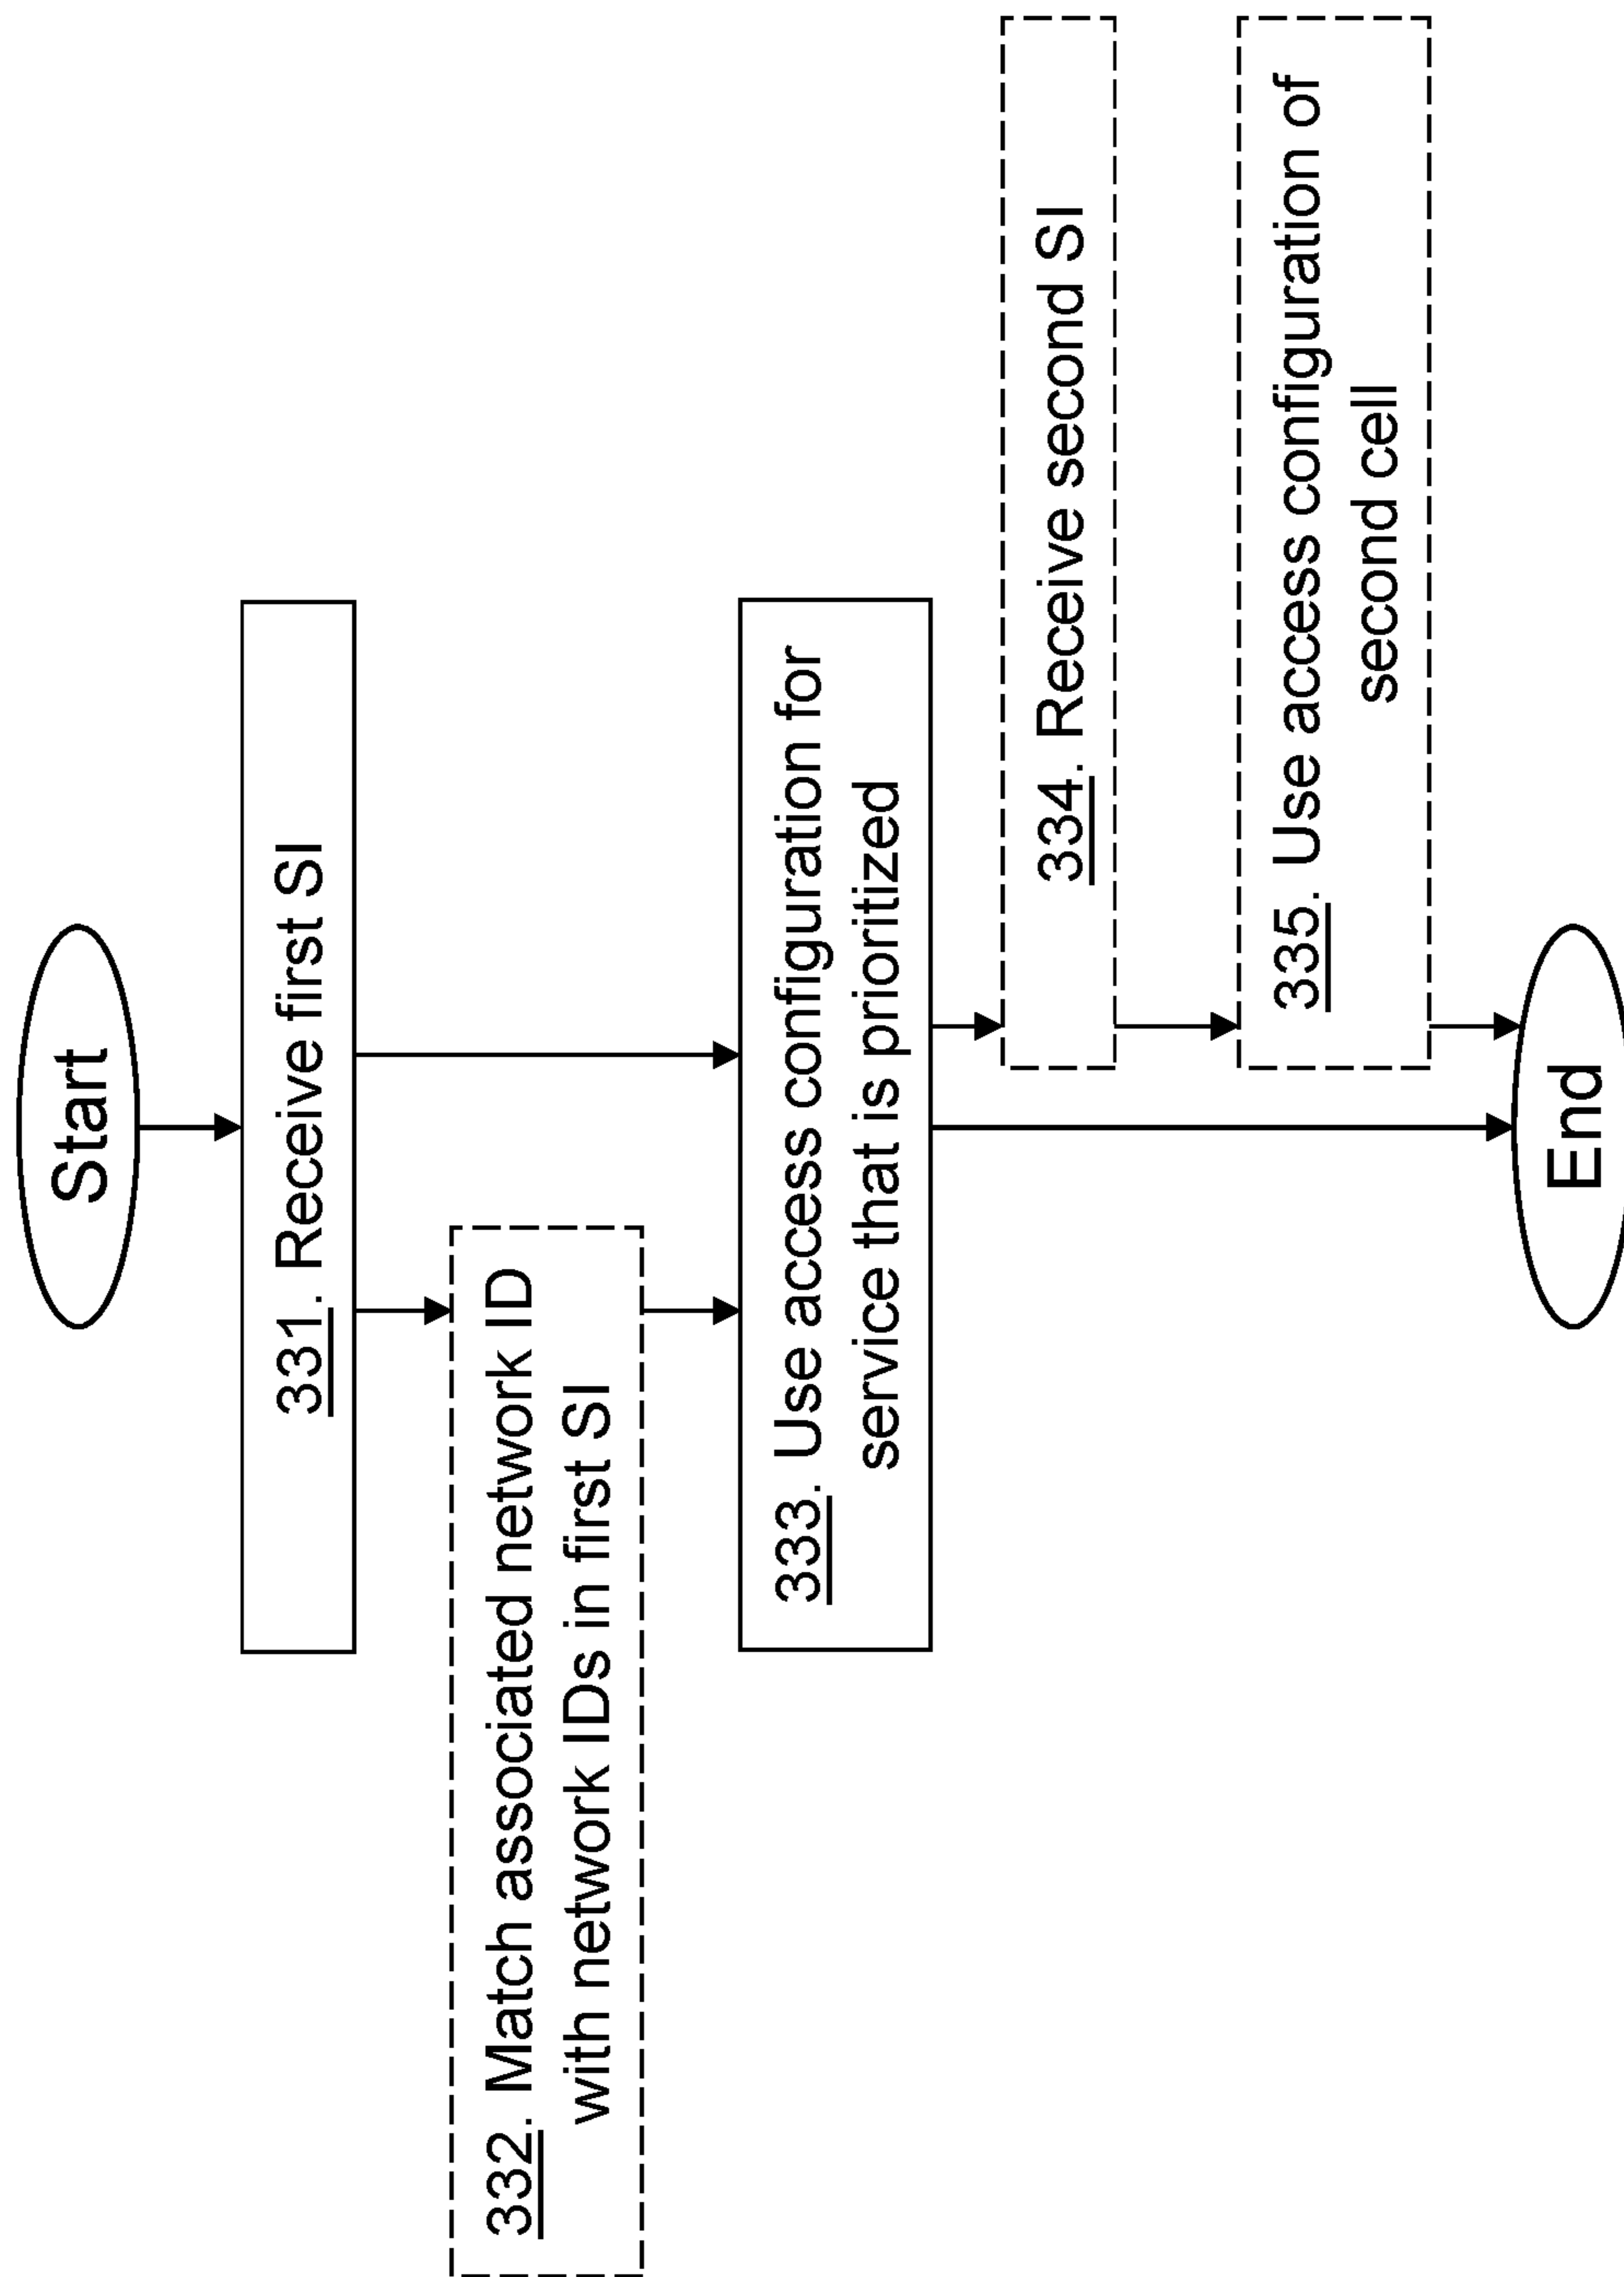 Start
331. Receive first SI
332. Match associated network ID
with network IDs in first SI
333. Use access configuration for
service that is prioritized
334. Receive second SI
335. Use access configuration of
second cell
End